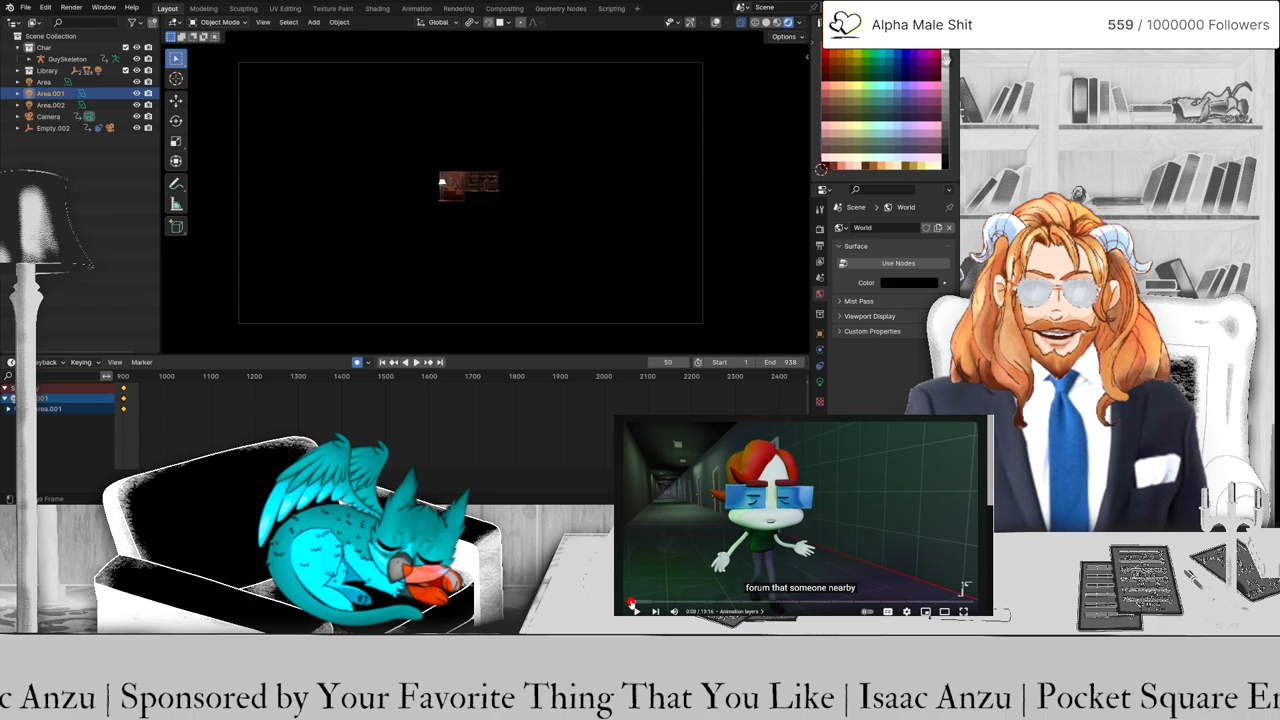 File Edit Render Window Help Layout Modeling Sculpting UV Editing Texture Paint Shading Animation Rendering Compositing Geometry Nodes Scripting Scene
Object Mode View Select Add Object Global
Options
Scene Collection
Char
GuySkeleton
Library
Area
Area.001
Area.002
Camera
Empty.002
Alpha Male Shit 559 / 1000000 Followers
Scene World
World
Surface
Use Nodes
Color
Mist Pass
Viewport Display
Custom Properties
Keying View Marker 50 Start 1 End 938
900 1000 1100 1200 1300 1400 1500 1600 1700 1800 1900 2000 2100 2200 2300 2400
forum that someone nearby
0:08 / 19:16 • Animation layers
c Anzu | Sponsored by Your Favorite Thing That You Like | Isaac Anzu | Pocket Square E